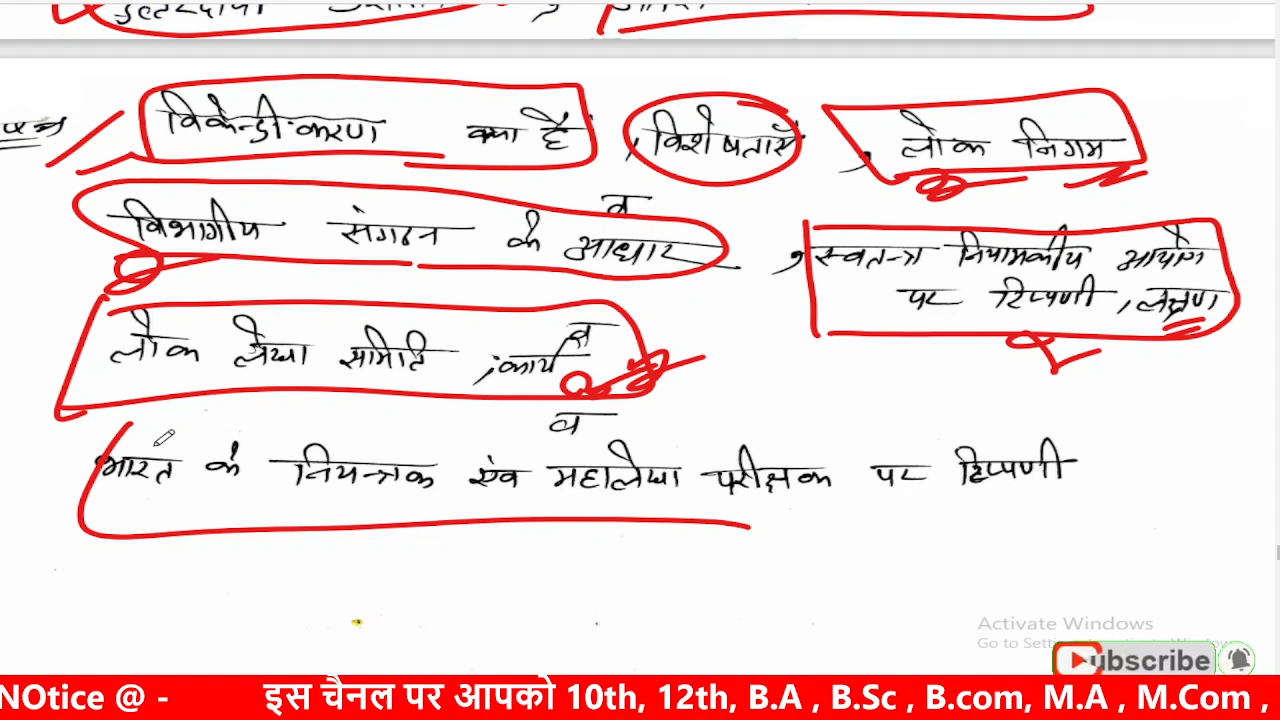 प्रश्न
विकेन्द्रीकरण क्या है, विशेषताएँ, लोक निगम
विभागीय संगठन के व आधार, स्वतन्त्र नियामकीय आयोग
पर टिप्पणी, लक्षण
लोक लेखा समिति, कार्य व
व
भारत के नियन्त्रक एंव महालेखा परीक्षक पर टिप्पणी
Activate Windows
Go to Settings to activate Windows.
Subscribe
NOtice @ - इस चैनल पर आपको 10th, 12th, B.A , B.Sc , B.com, M.A , M.Com ,